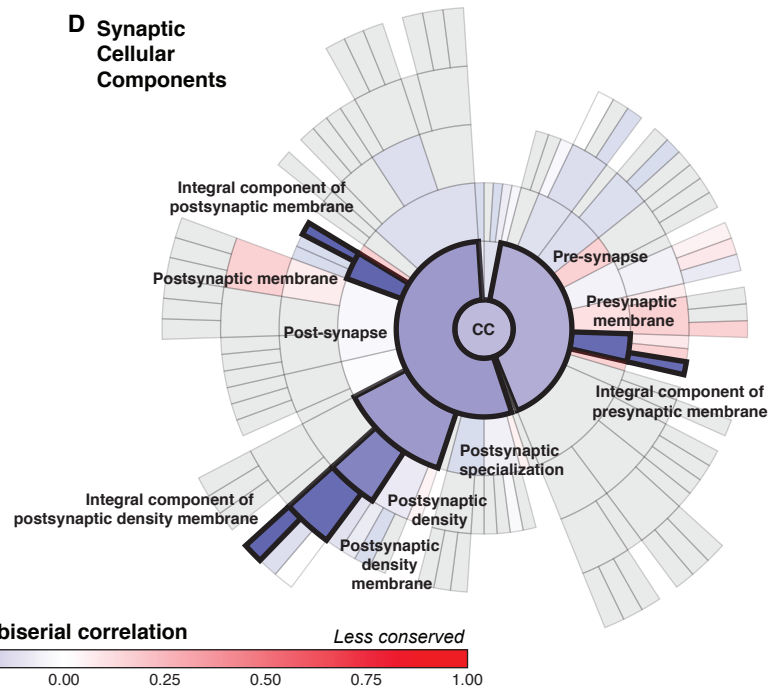 D Synaptic
Cellular
Components
Integral component of
postsynaptic membrane
Postsynaptic membrane
Post-synapse
CC
Pre-synapse
Presynaptic
membrane
Integral component of
presynaptic membrane
Postsynaptic
specialization
Postsynaptic
density
Integral component of
postsynaptic density membrane
Postsynaptic
density
membrane
biserial correlation
Less conserved
0.00 0.25 0.50 0.75 1.00